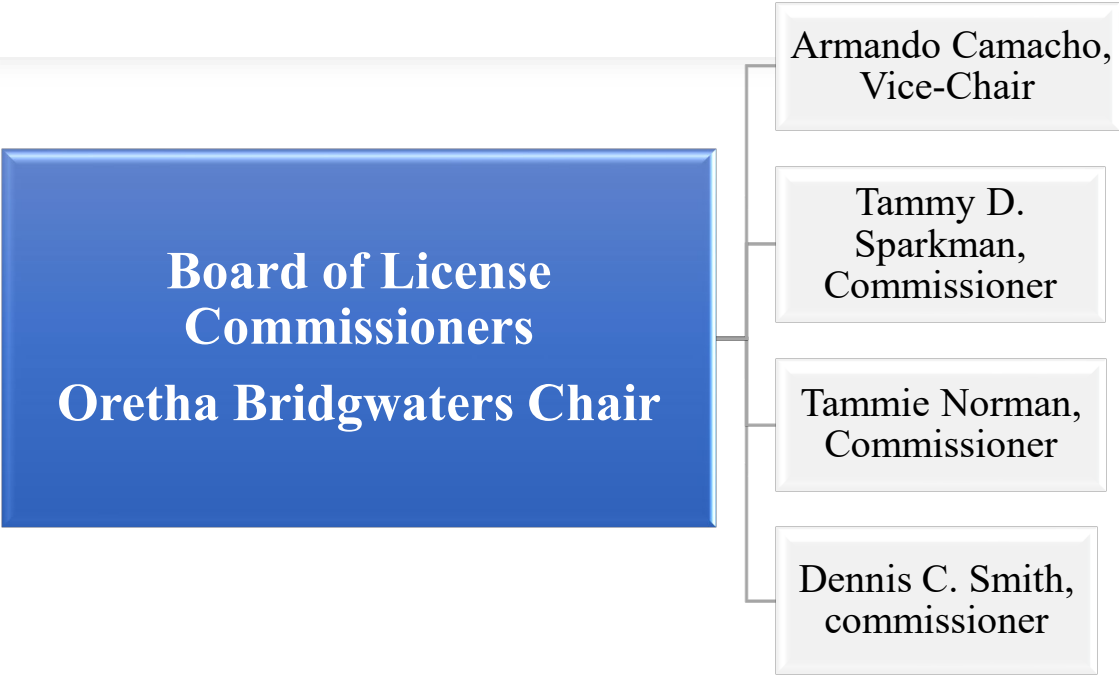 Board of License
Commissioners
Oretha Bridgwaters Chair
Armando Camacho,
Vice-Chair
Tammy D.
Sparkman,
Commissioner
Tammie Norman,
Commissioner
Dennis C. Smith,
commissioner